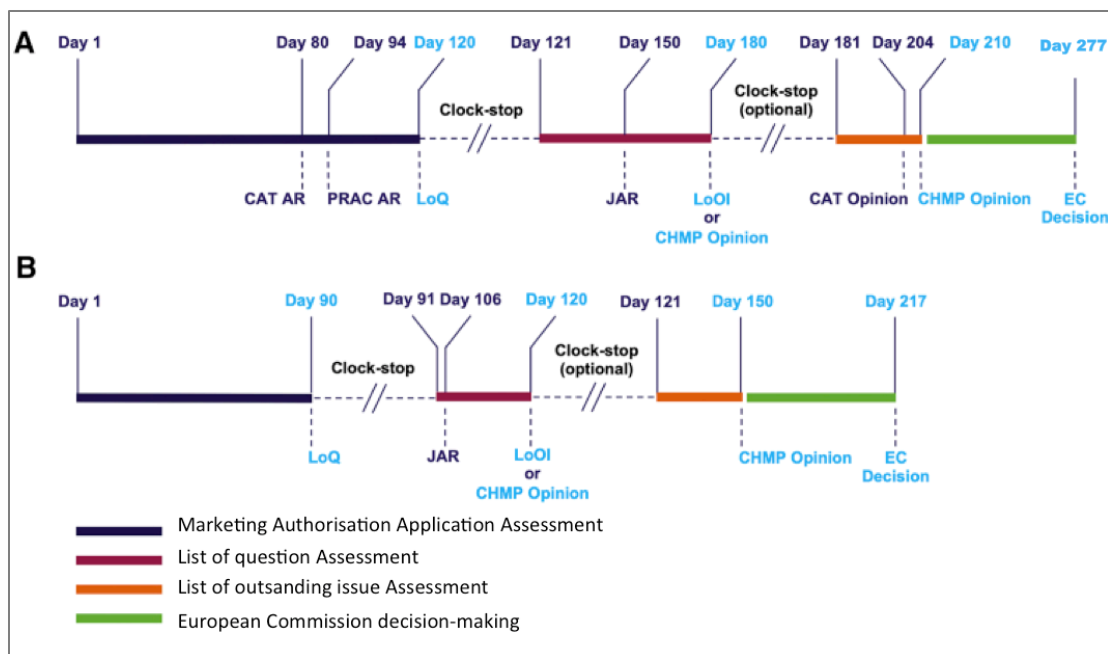 A
Day 1
Day 80
Day 94
Day 120
Day 121
Day 150
Day 180
Day 181
Day 204
Day 210
Day 277
Clock-stop
Clock-stop
(optional)
CAT AR
PRAC AR
LoQ
JAR
LoOI
or
CHMP Opinion
CAT Opinion
CHMP Opinion
EC
Decision
B
Day 1
Day 90
Day 91
Day 106
Day 120
Day 121
Day 150
Day 217
Clock-stop
Clock-stop
(optional)
LoQ
JAR
LoOI
or
CHMP Opinion
CHMP Opinion
EC
Decision
Marketing Authorisation Application Assessment
List of question Assessment
List of outsanding issue Assessment
European Commission decision-making